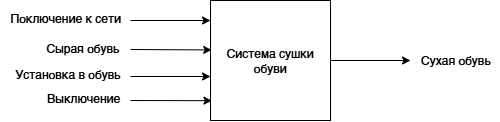 Поключение к сети
Сырая обувь
Установка в обувь
Выключение
Система сушки
обуви
Сухая обувь